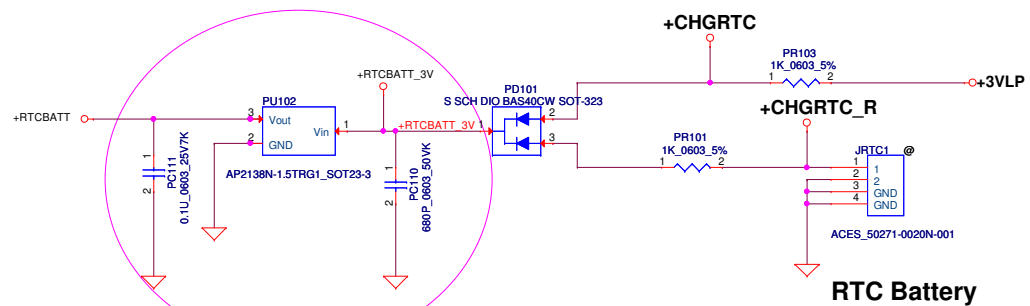 +CHGRTC
PR103
1K_0603_5%
1
2
+3VLP
+RTCBATT_3V
PD101
S SCH DIO BAS40CW SOT-323
+CHGRTC_R
PU102
+RTCBATT
3
Vout
Vin
1
+RTCBATT_3V
1
2
3
2
GND
PR101
1K_0603_5%
1
2
JRTC1
@
1
1
2
2
3
GND
4
GND
AP2138N-1.5TRG1_SOT23-3
1
2
PC111
0.1U_0603_25V7K
1
2
PC110
680P_0603_50VK
ACES_50271-0020N-001
RTC Battery